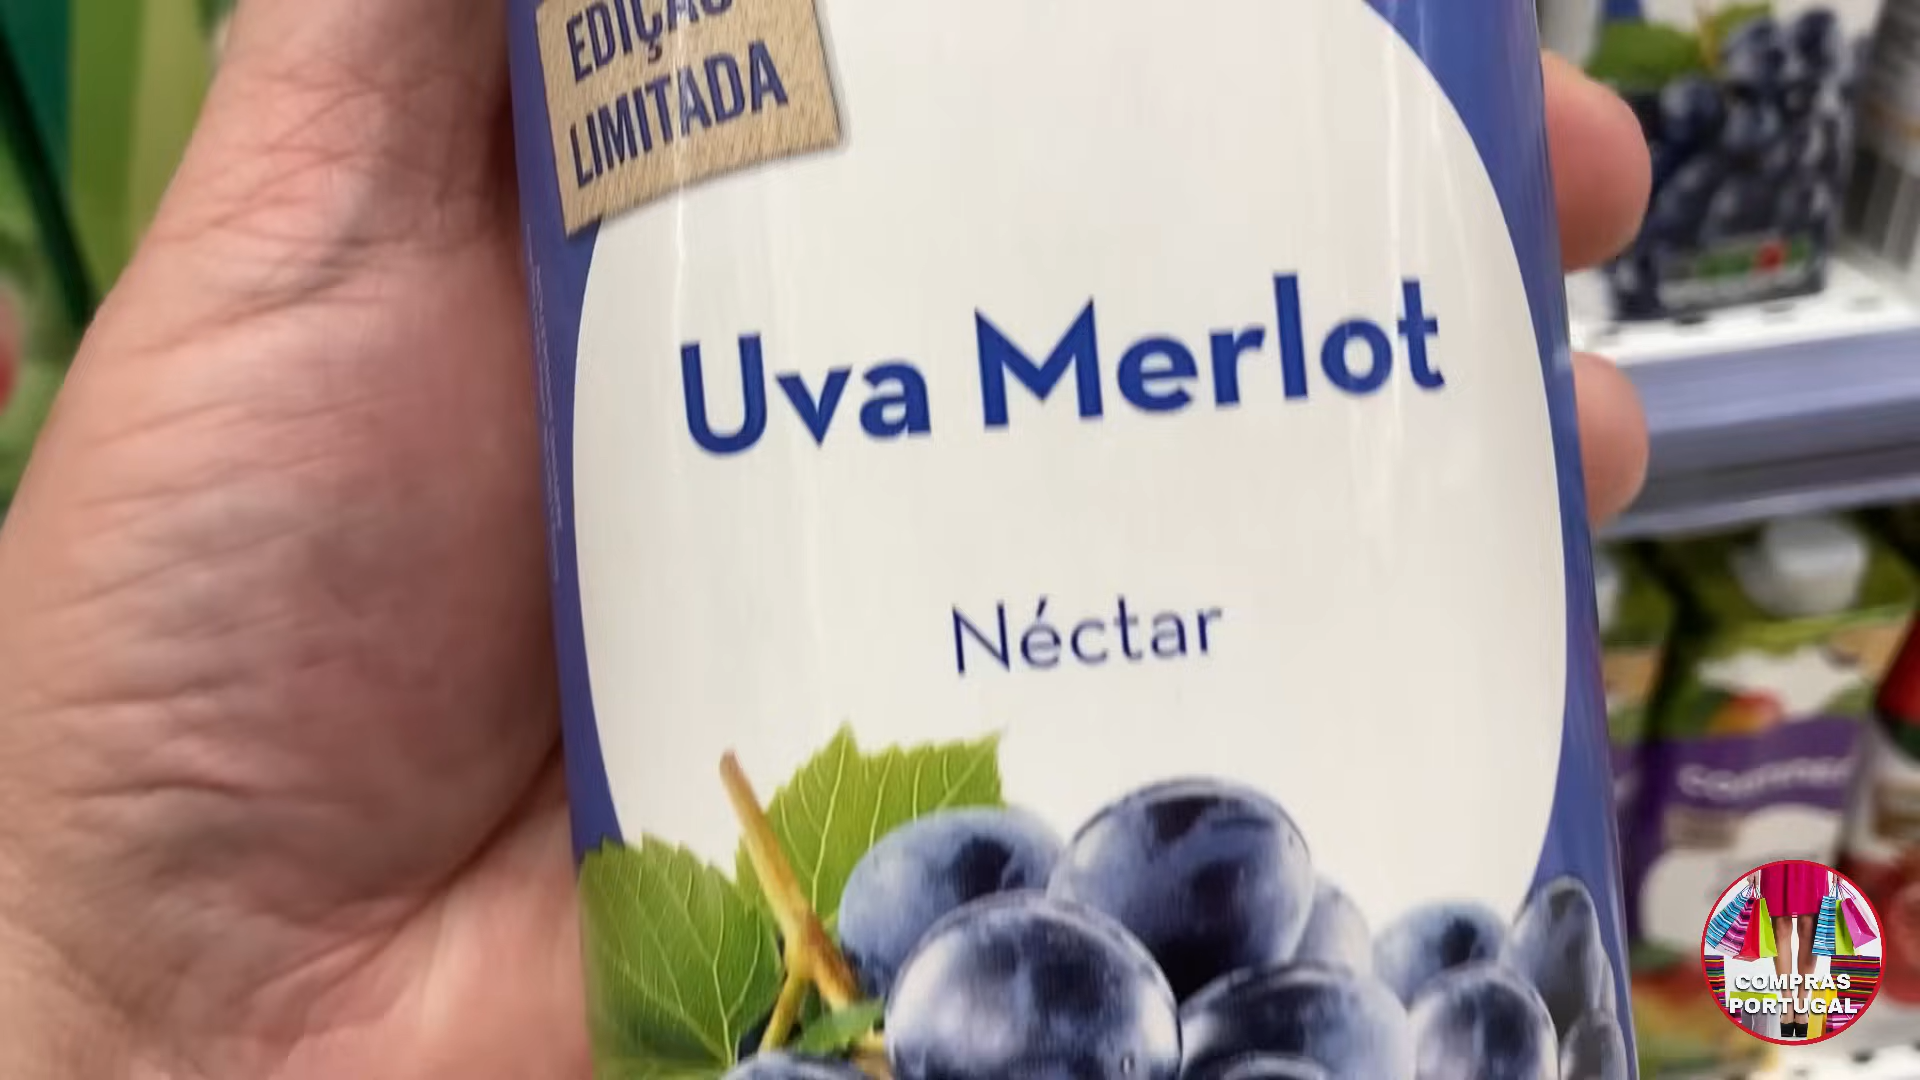 EDIÇÃO
LIMITADA
Uva Merlot
Néctar
COMPRAS
PORTUGAL